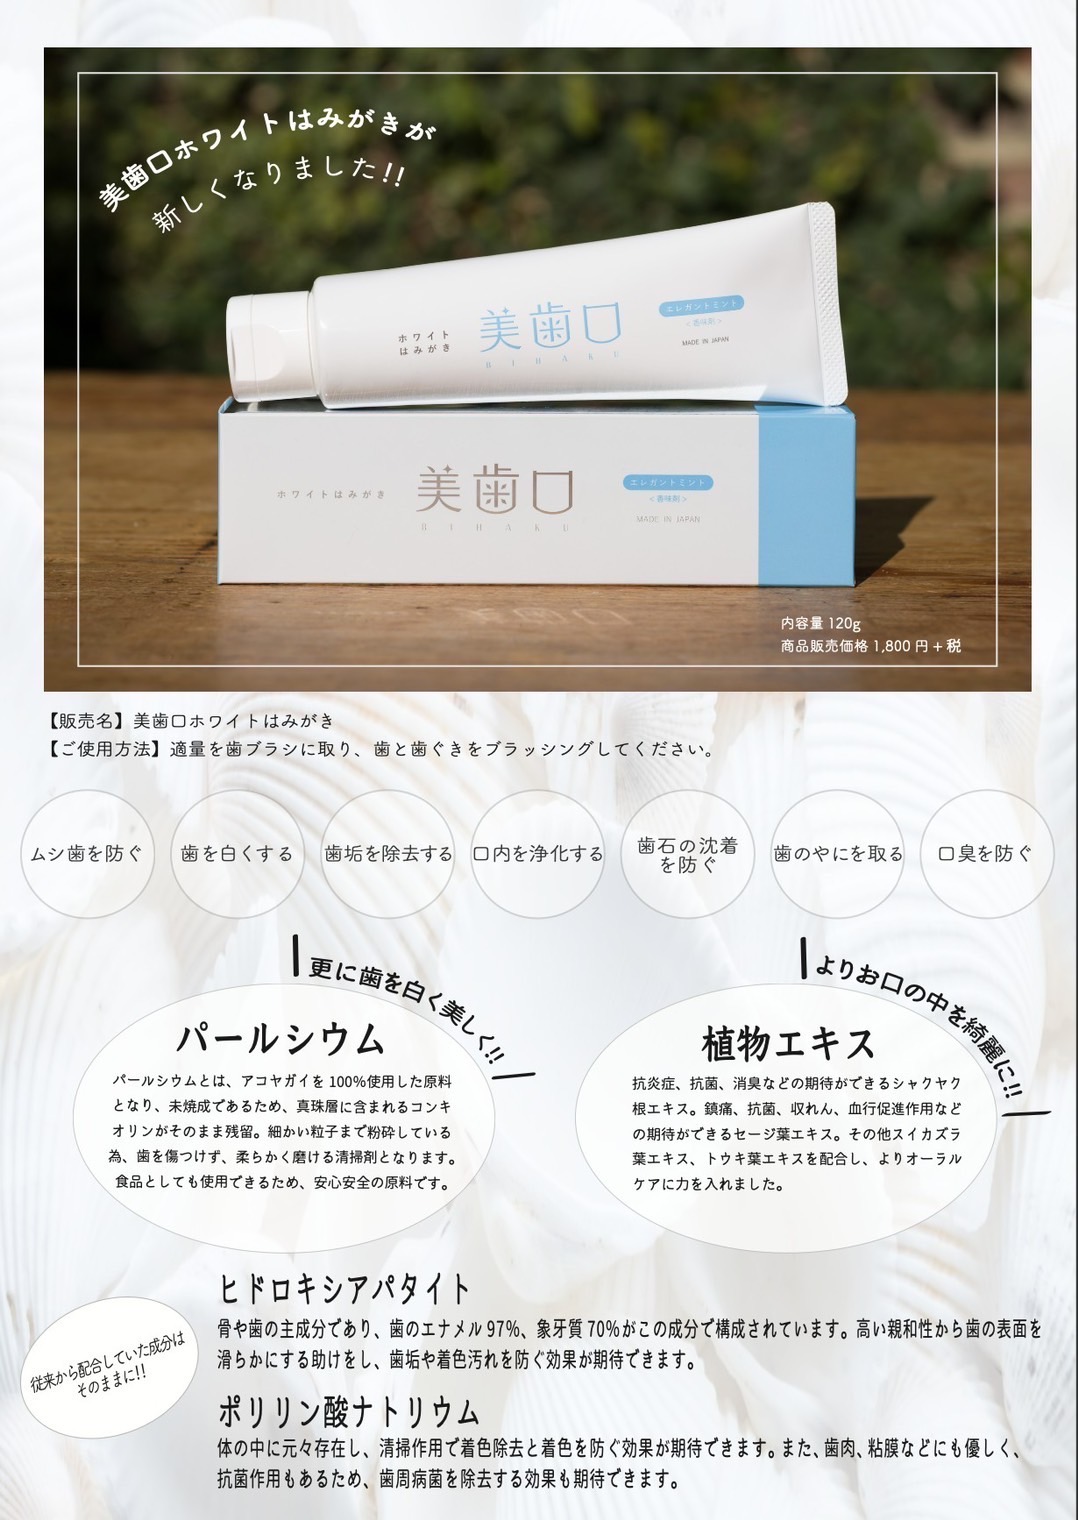 美歯口ホワイトはみがきが
新しくなりました!!
ホワイト
はみがき
美歯口
BIHAKU
エレガントミント
<香味剤>
MADE IN JAPAN
ホワイトはみがき
美歯口
BIHAKU
エレガントミント
<香味剤>
MADE IN JAPAN
内容量 120g
商品販売価格 1,800 円 + 税
【販売名】美歯口ホワイトはみがき
【ご使用方法】適量を歯ブラシに取り、歯と歯ぐきをブラッシングしてください。
ムシ歯を防ぐ
歯を白くする
歯垢を除去する
口内を浄化する
歯石の沈着
を防ぐ
歯のやにを取る
口臭を防ぐ
更に歯を白く美しく!!
パールシウム
パールシウムとは、アコヤガイを 100%使用した原料
となり、未焼成であるため、真珠層に含まれるコンキ
オリンがそのまま残留。細かい粒子まで粉砕している
為、歯を傷つけず、柔らかく磨ける清掃剤となります。
食品としても使用できるため、安心安全の原料です。
よりお口の中を綺麗に!!
植物エキス
抗炎症、抗菌、消臭などの期待ができるシャクヤク
根エキス。鎮痛、抗菌、収れん、血行促進作用など
の期待ができるセージ葉エキス。その他スイカズラ
葉エキス、トウキ葉エキスを配合し、よりオーラル
ケアに力を入れました。
従来から配合していた成分は
そのままに!!
ヒドロキシアパタイト
骨や歯の主成分であり、歯のエナメル 97%、象牙質 70%がこの成分で構成されています。高い親和性から歯の表面を
滑らかにする助けをし、歯垢や着色汚れを防ぐ効果が期待できます。
ポリリン酸ナトリウム
体の中に元々存在し、清掃作用で着色除去と着色を防ぐ効果が期待できます。また、歯肉、粘膜などにも優しく、
抗菌作用もあるため、歯周病菌を除去する効果も期待できます。